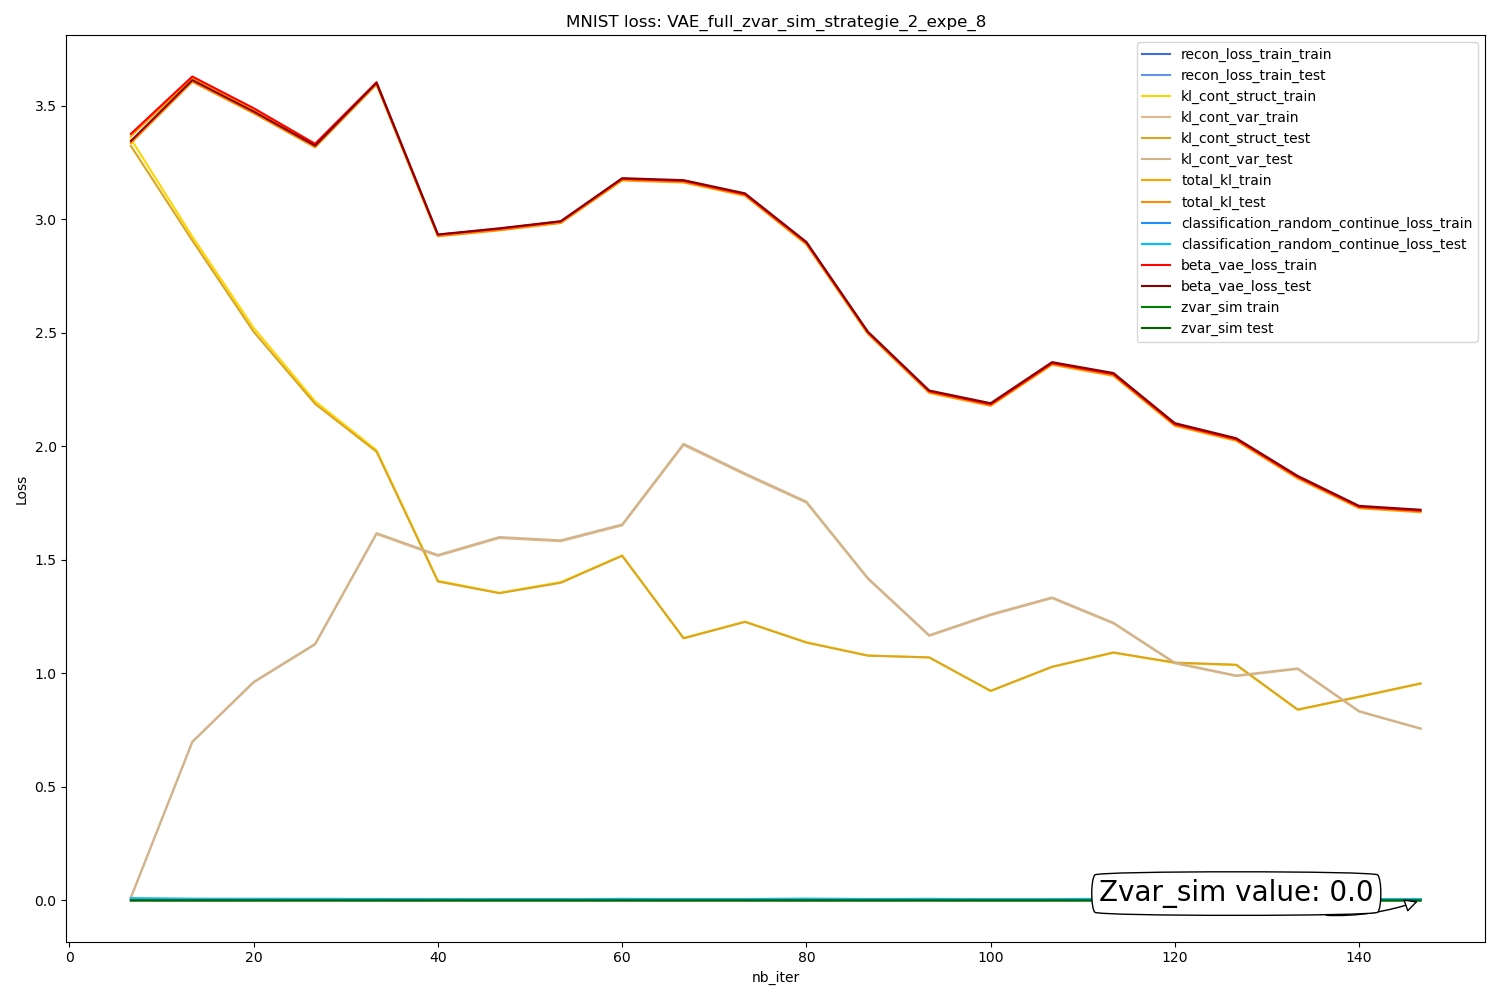 MNIST loss: VAE_full_zvar_sim_strategie_2_expe_8
recon_loss_train_train
recon_loss_train_test
kl_cont_struct_train
kl_cont_var_train
kl_cont_struct_test
kl_cont_var_test
total_kl_train
total_kl_test
classification_random_continue_loss_train
classification_random_continue_loss_test
beta_vae_loss_train
beta_vae_loss_test
zvar_sim train
zvar_sim test
3.5
3.0
2.5
2.0
1.5
1.0
0.5
0.0
Loss
Zvar_sim value: 0.0
0 20 40 60 80 100 120 140
nb_iter